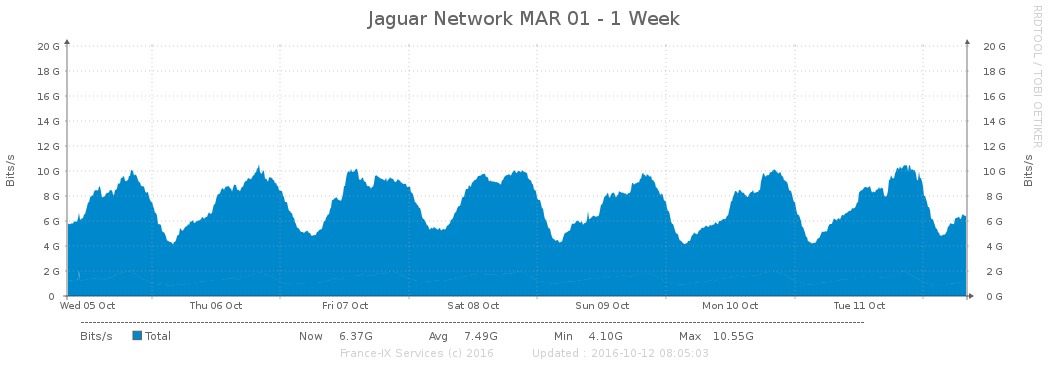 Jaguar Network MAR 01 - 1 Week
RRDTOOL / TOBI OETIKER
Bits/s
Bits/s
20 G 20 G
18 G 18 G
16 G 16 G
14 G 14 G
12 G 12 G
10 G 10 G
8 G 8 G
6 G 6 G
4 G 4 G
2 G 2 G
0 0 G
Wed 05 Oct Thu 06 Oct Fri 07 Oct Sat 08 Oct Sun 09 Oct Mon 10 Oct Tue 11 Oct
Bits/s Total Now 6.37G Avg 7.49G Min 4.10G Max 10.55G
France-IX Services (c) 2016 Updated : 2016-10-12 08:05:03